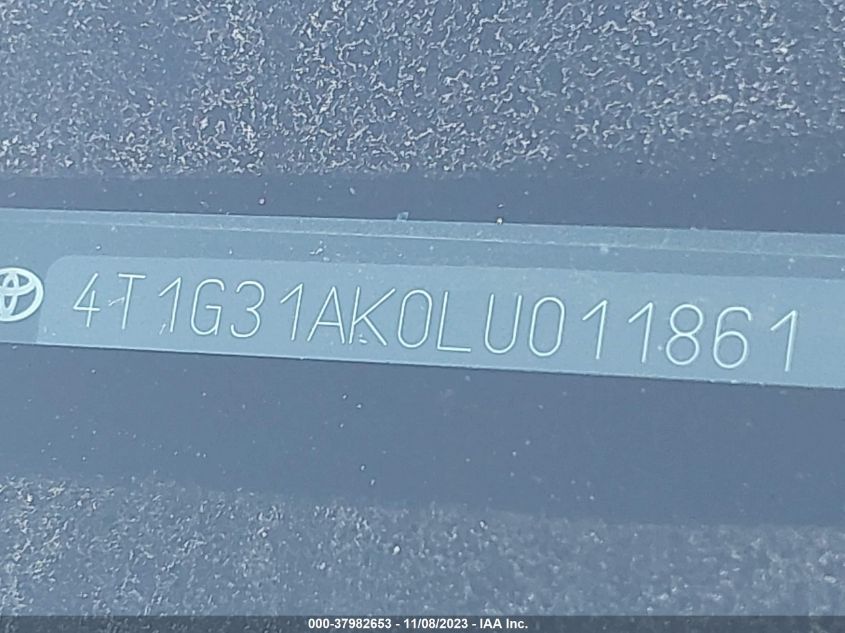 4T1G31AK0LU011861
000-37982653 - 11/08/2023 - IAA Inc.